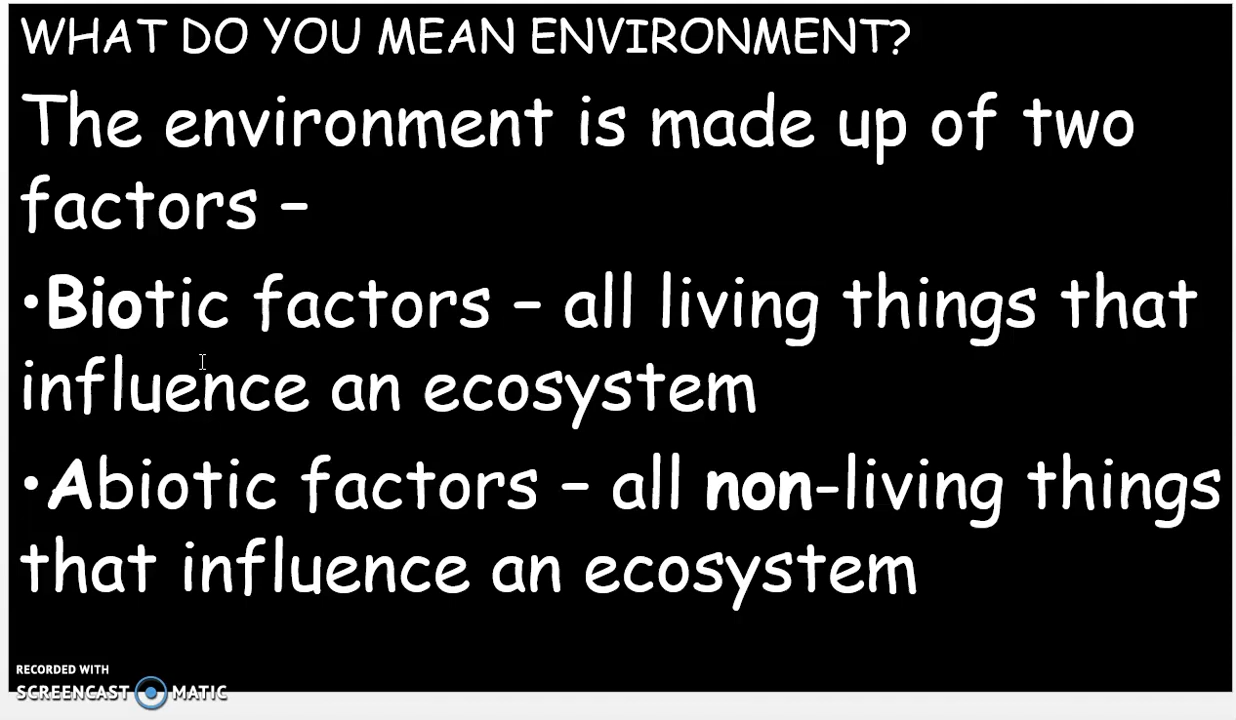 WHAT DO YOU MEAN ENVIRONMENT?
The environment is made up of two
factors –
•Biotic factors – all living things that
influence an ecosystem
•Abiotic factors – all non-living things
that influence an ecosystem
RECORDED WITH
SCREENCAST MATIC